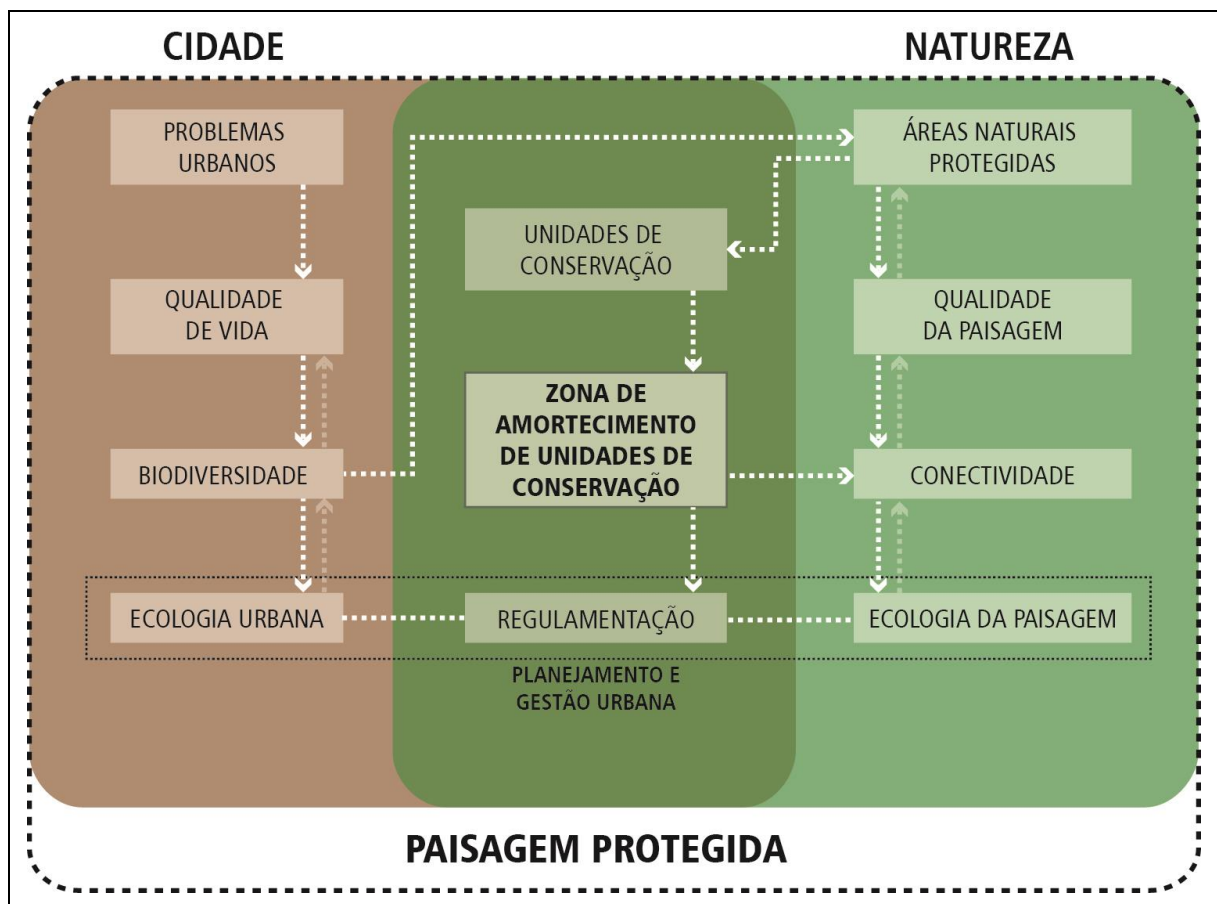 CIDADE
NATUREZA
PROBLEMAS
URBANOS
QUALIDADE
DE VIDA
BIODIVERSIDADE
ECOLOGIA URBANA
UNIDADES DE
CONSERVAÇÃO
ZONA DE
AMORTECIMENTO
DE UNIDADES DE
CONSERVAÇÃO
REGULAMENTAÇÃO
PLANEJAMENTO E
GESTÃO URBANA
ÁREAS NATURAIS
PROTEGIDAS
QUALIDADE
DA PAISAGEM
CONECTIVIDADE
ECOLOGIA DA PAISAGEM
PAISAGEM PROTEGIDA